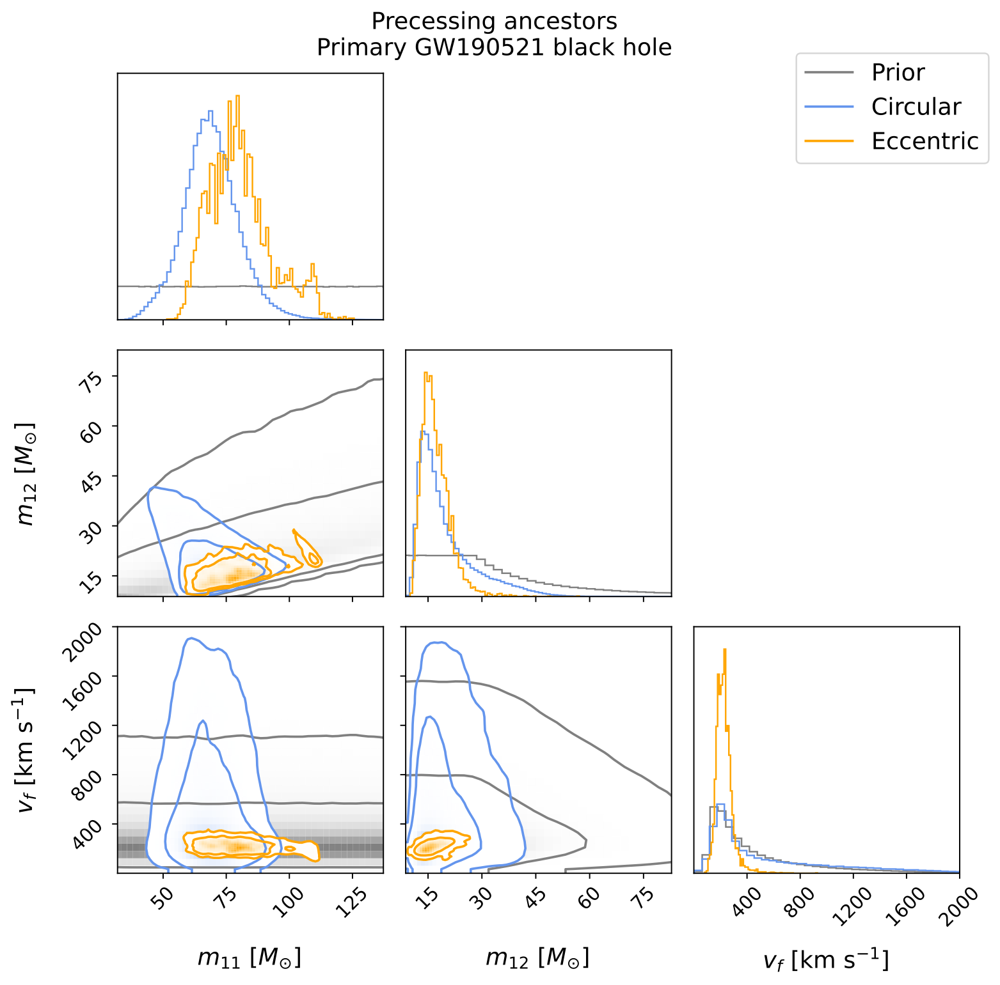 Precessing ancestors
Primary GW190521 black hole
Prior
Circular
Eccentric
75
60
45
30
15
m₁₂ [M⊙]
2000
1600
1200
800
400
v_f [km s⁻¹]
50 75 100 125
15 30 45 60 75
400 800 1200 1600 2000
m₁₁ [M⊙]
m₁₂ [M⊙]
v_f [km s⁻¹]